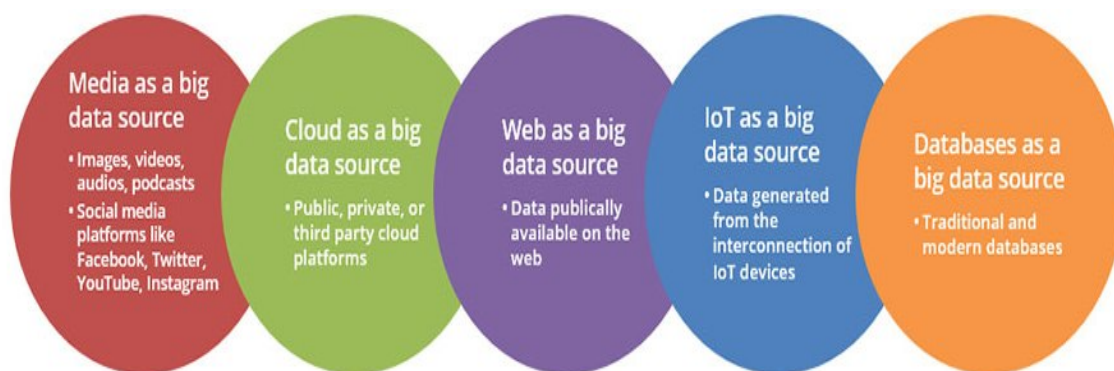 Media as a big
data source
• Images, videos,
audios, podcasts
• Social media
platforms like
Facebook, Twitter,
YouTube, Instagram
Cloud as a big
data source
• Public, private, or
third party cloud
platforms
Web as a big
data source
• Data publically
available on the
web
IoT as a big
data source
• Data generated
from the
interconnection of
IoT devices
Databases as a
big data source
• Traditional and
modern databases